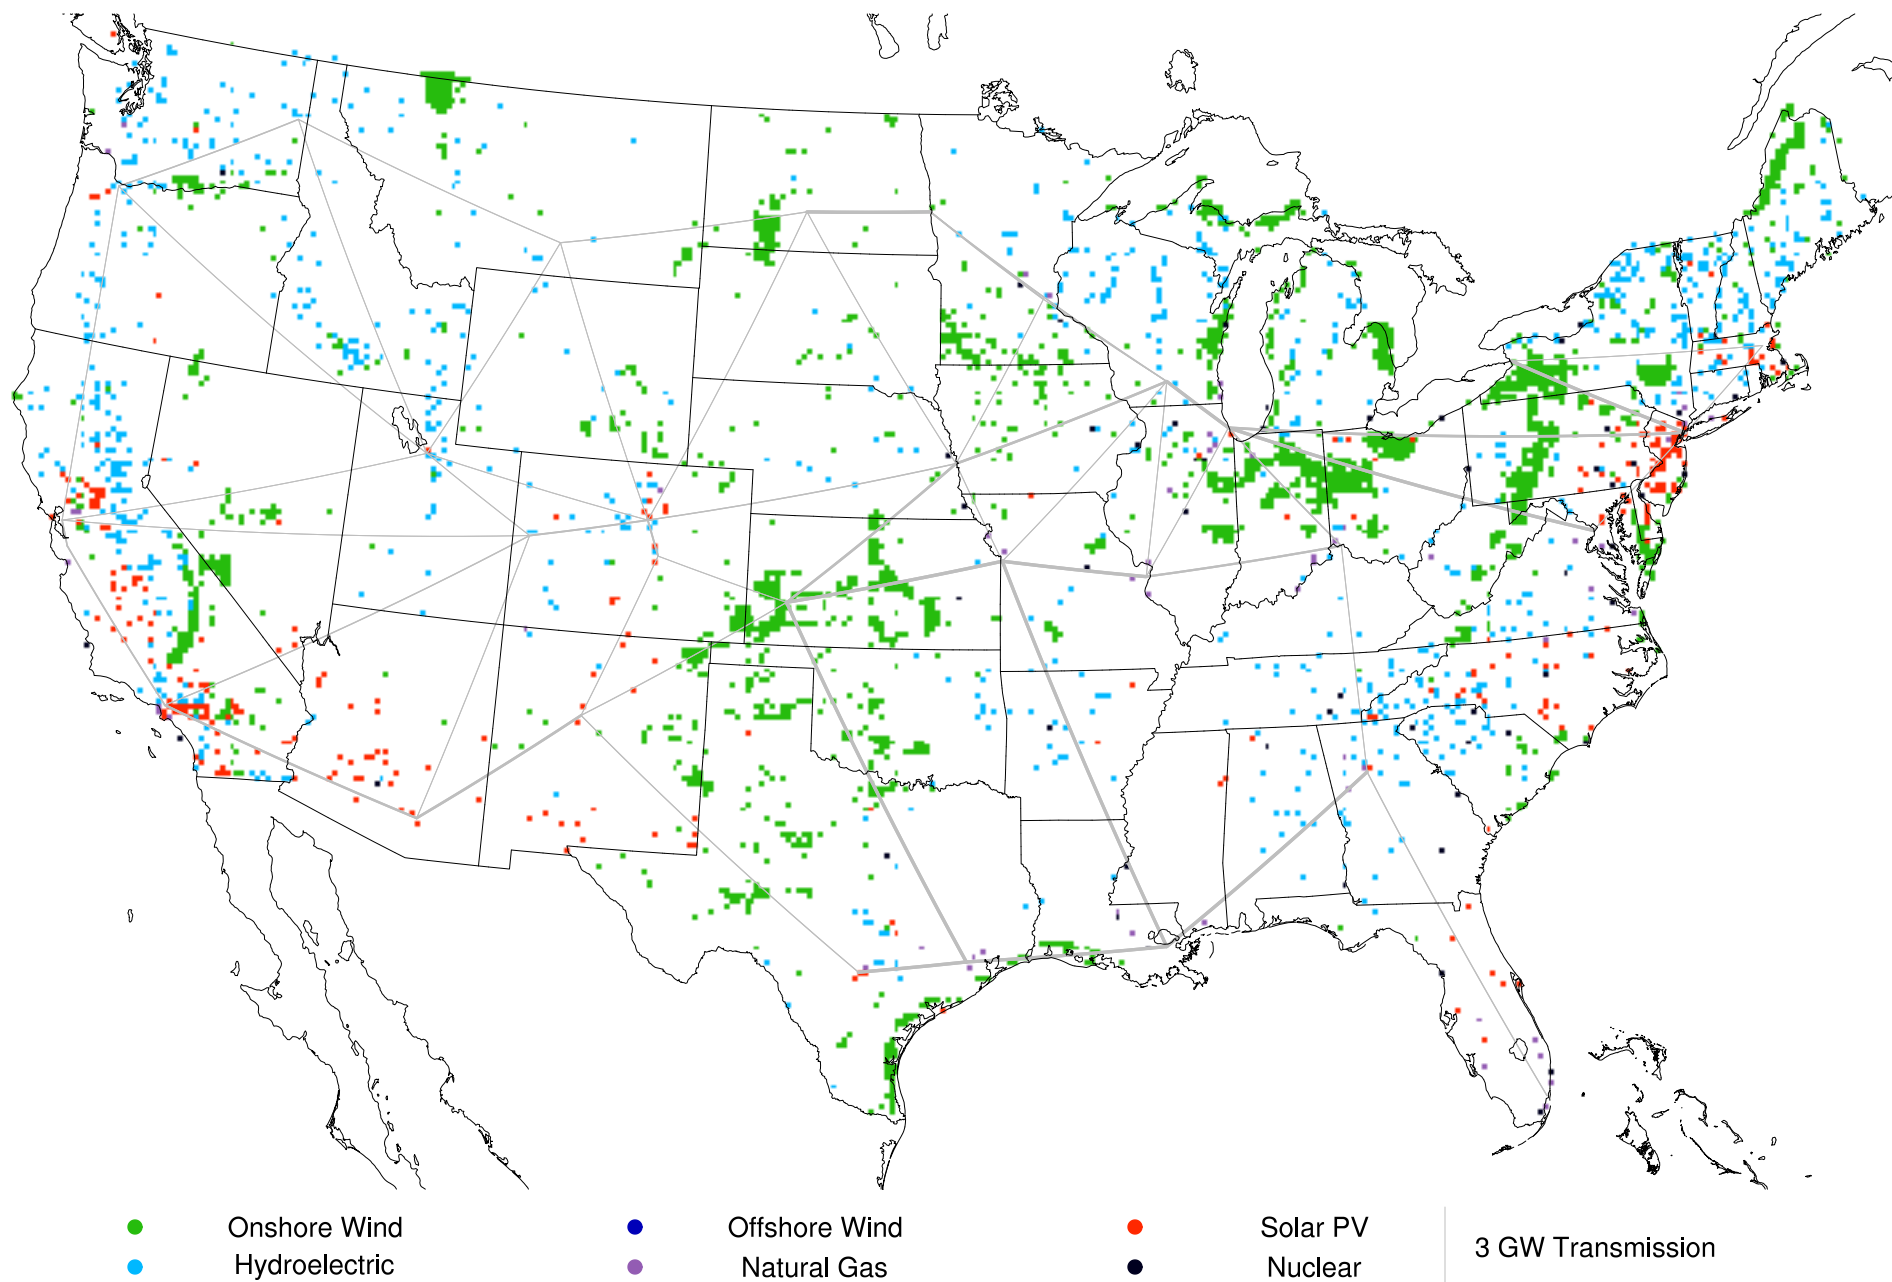 Onshore Wind
Offshore Wind
Solar PV
Hydroelectric
Natural Gas
Nuclear
3 GW Transmission